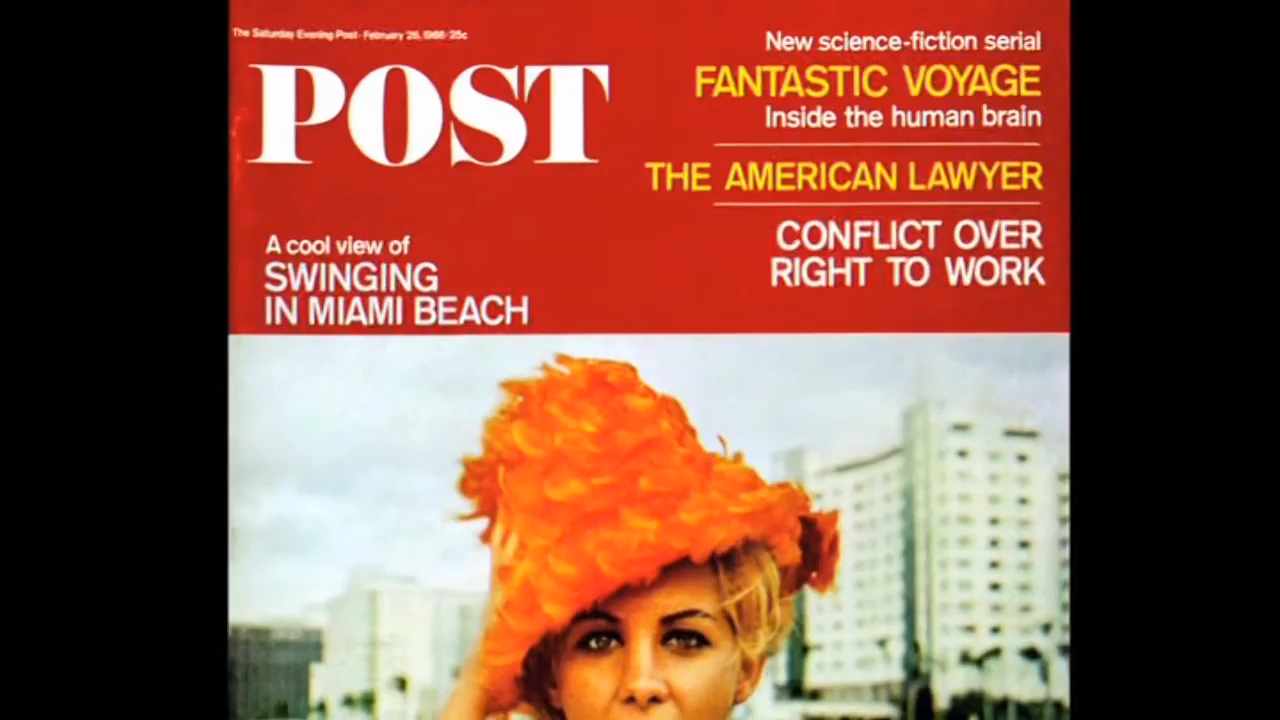 The Saturday Evening Post · February 26, 1966 25c
POST
New science-fiction serial
FANTASTIC VOYAGE
Inside the human brain
THE AMERICAN LAWYER
CONFLICT OVER
RIGHT TO WORK
A cool view of
SWINGING
IN MIAMI BEACH